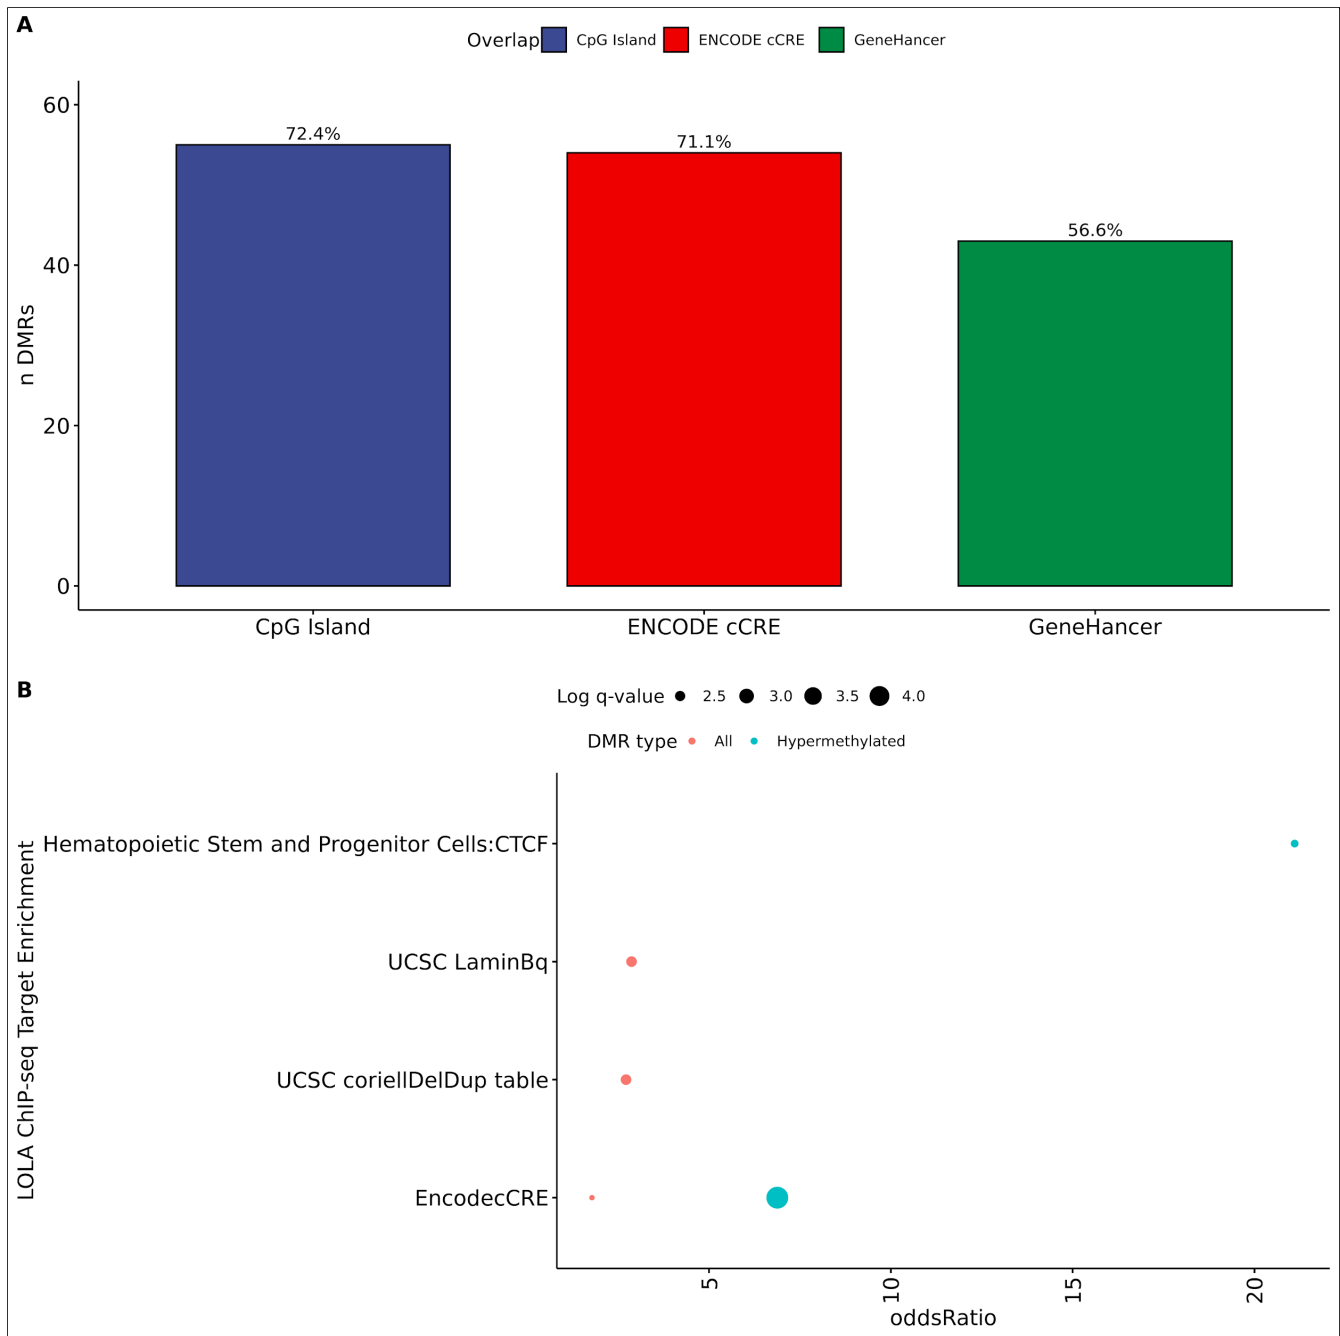 A
Overlap CpG Island ENCODE cCRE GeneHancer
60
40
20
0
n DMRs
72.4%
71.1%
56.6%
CpG Island ENCODE cCRE GeneHancer
B
Log q-value 2.5 3.0 3.5 4.0
DMR type All Hypermethylated
LOLA ChIP-seq Target Enrichment
Hematopoietic Stem and Progenitor Cells:CTCF
UCSC LaminBq
UCSC coriellDelDup table
EncodecCRE
5 10 15 20
oddsRatio